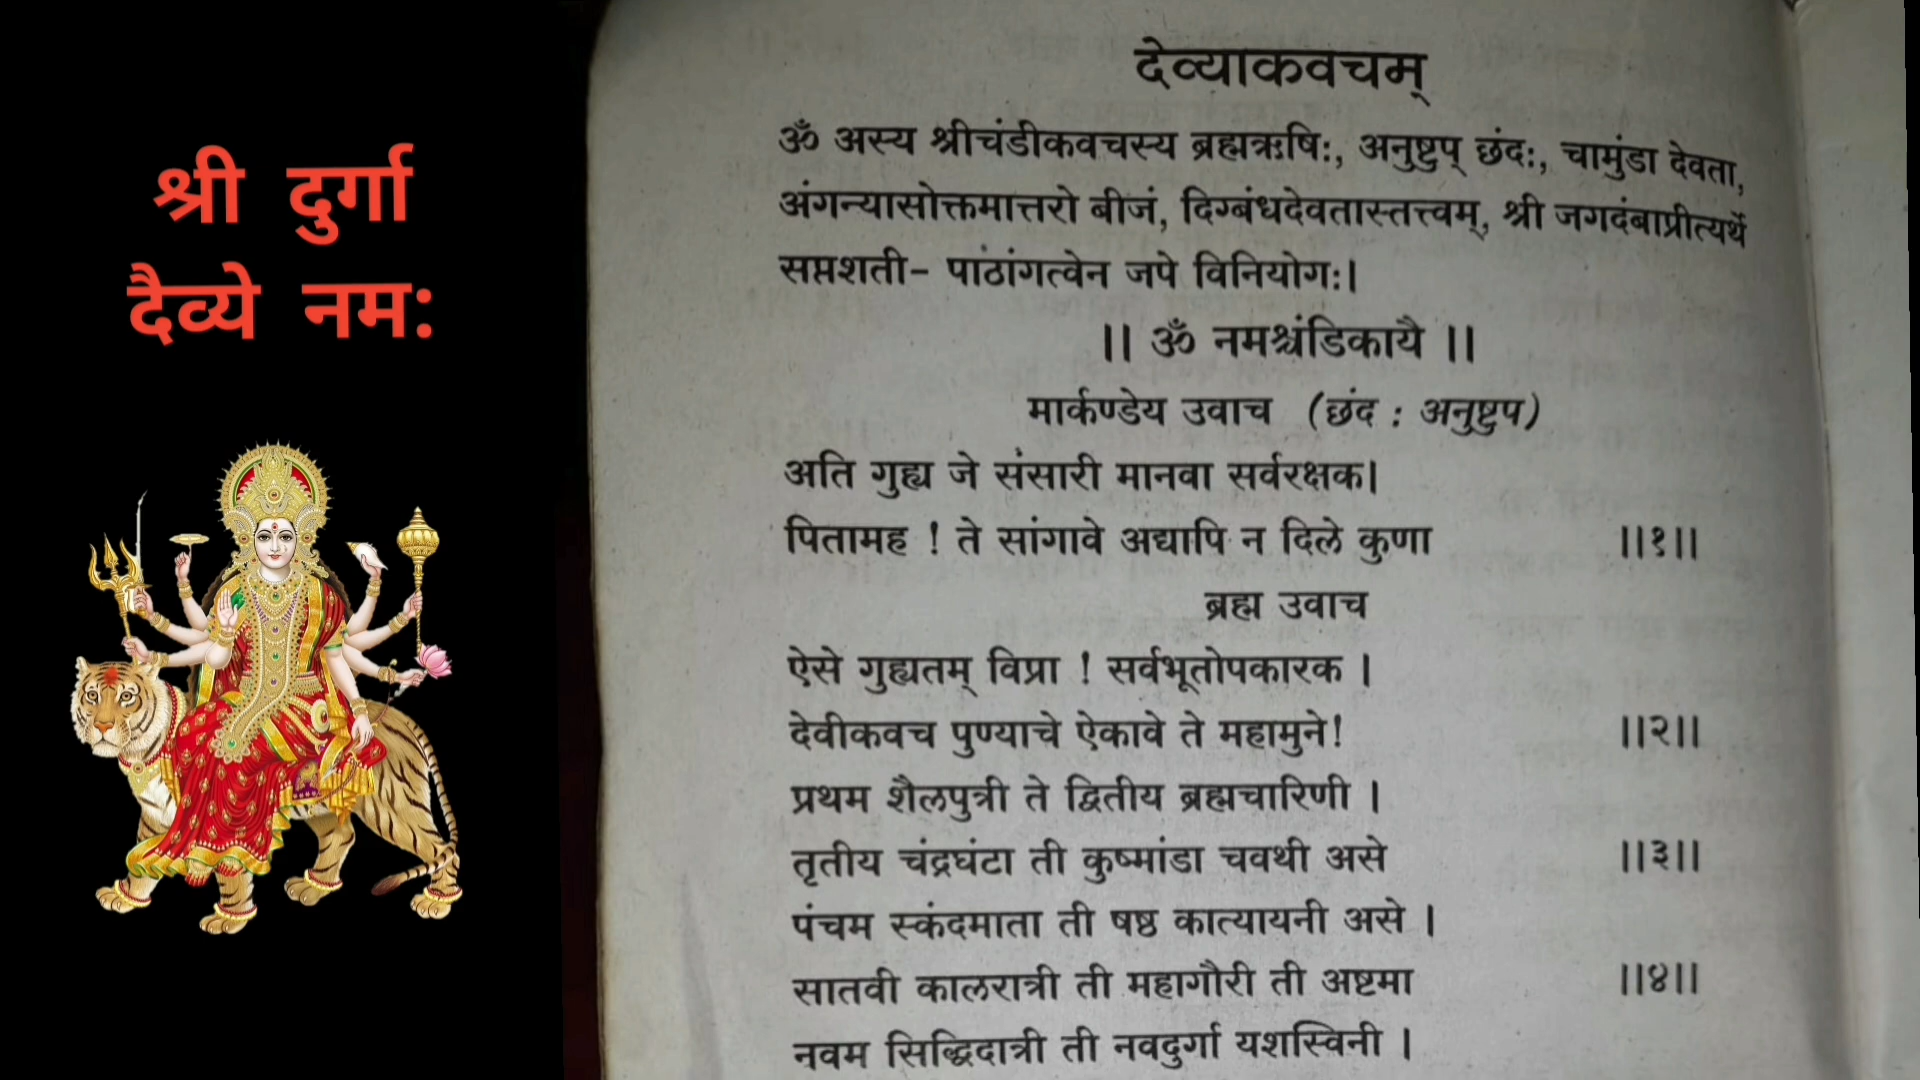 श्री दुर्गा
दैव्ये नम:
देव्याकवचम्
ॐ अस्य श्रीचंडीकवचस्य ब्रह्मऋषिः, अनुष्टुप् छंदः, चामुंडा देवता,
अंगन्यासोक्तमात्तरो बीजं, दिग्बंधदेवतास्तत्त्वम्, श्री जगदंबाप्रीत्यर्थे
सप्तशती- पाठांगत्वेन जपे विनियोगः।
।। ॐ नमश्चंडिकायै ।।
मार्कण्डेय उवाच (छंद : अनुष्टुप)
अति गुह्य जे संसारी मानवा सर्वरक्षक।
पितामह ! ते सांगावे अद्यापि न दिले कुणा ।।१।।
ब्रह्म उवाच
ऐसे गुह्यतम् विप्रा ! सर्वभूतोपकारक ।
देवीकवच पुण्याचे ऐकावे ते महामुने! ।।२।।
प्रथम शैलपुत्री ते द्वितीय ब्रह्मचारिणी ।
तृतीय चंद्रघंटा ती कुष्मांडा चवथी असे ।।३।।
पंचम स्कंदमाता ती षष्ठ कात्यायनी असे ।
सातवी कालरात्री ती महागौरी ती अष्टमा ।।४।।
नवम सिद्धिदात्री ती नवदुर्गा यशस्विनी ।